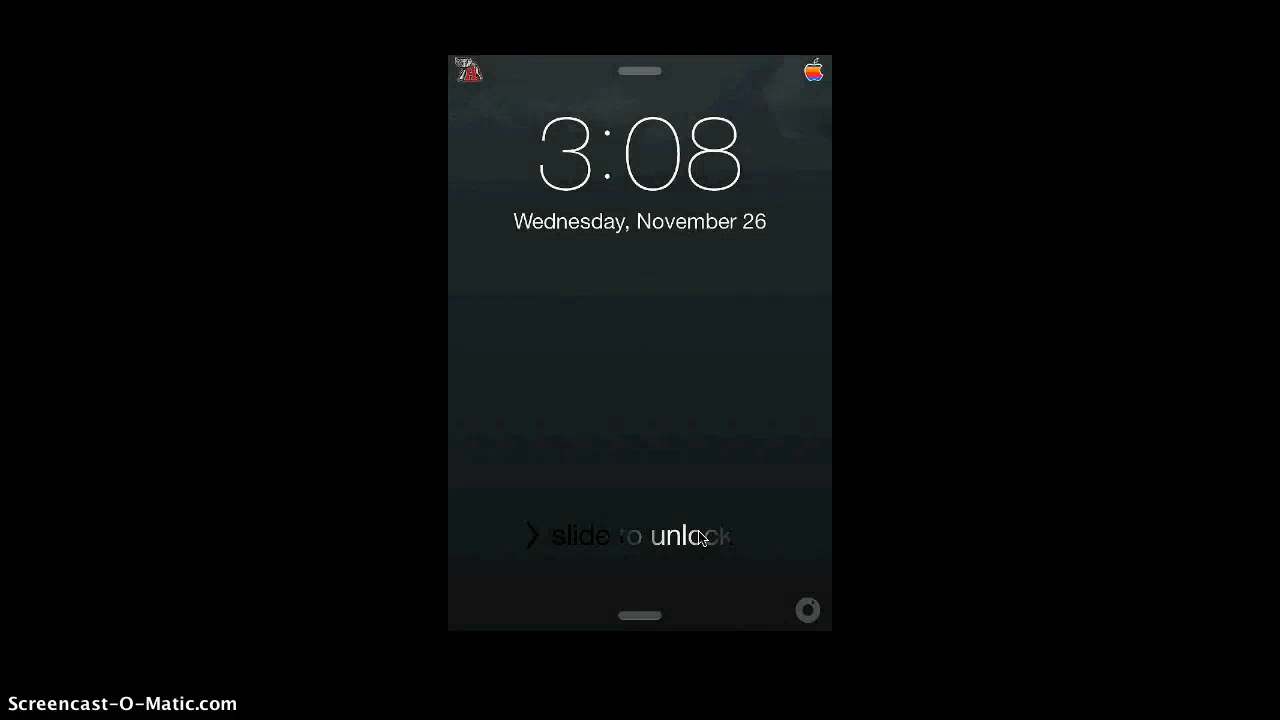 3:08
Wednesday, November 26
> slide to unlock
Screencast-O-Matic.com